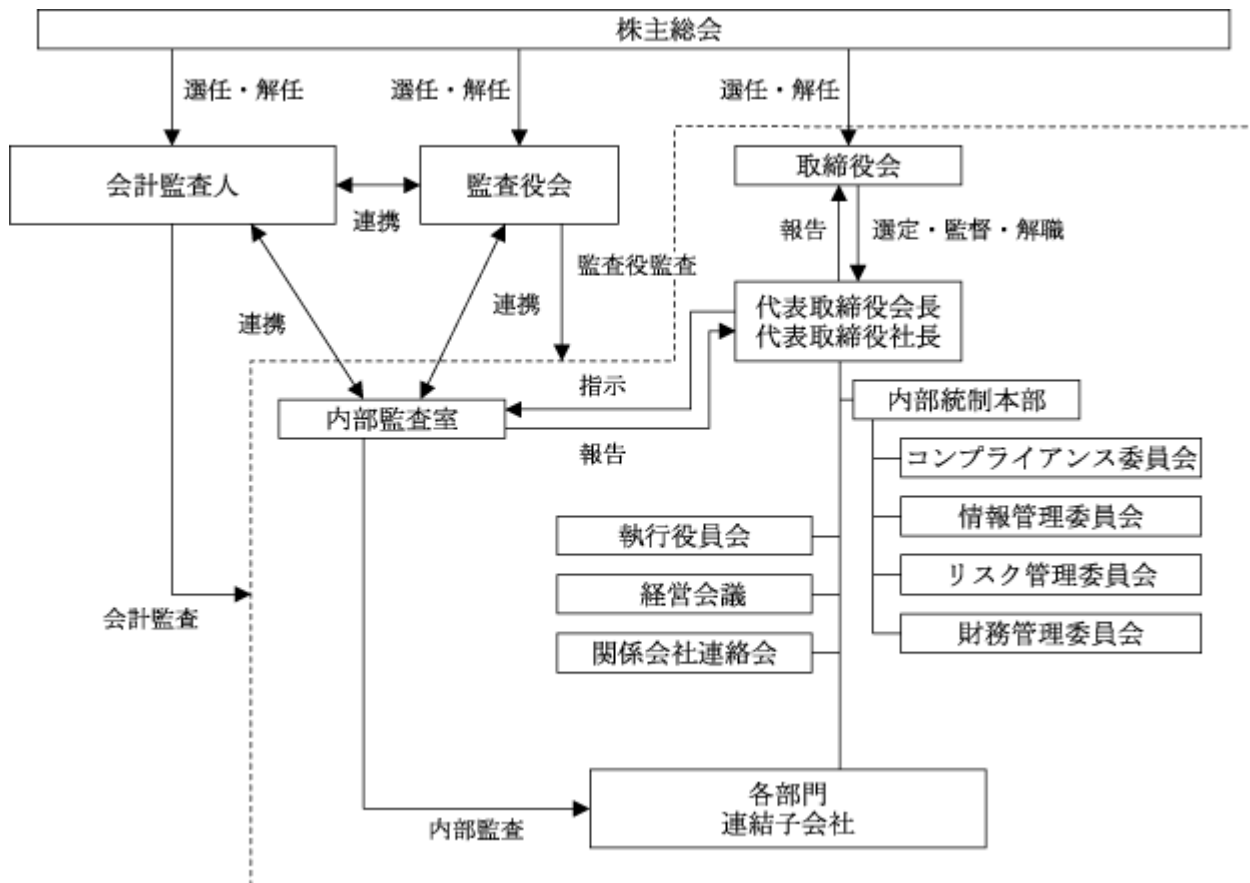 株主総会
選任・解任
選任・解任
選任・解任
会計監査人
監査役会
取締役会
連携
報告
選定・監督・解職
監査役監査
連携
連携
代表取締役会長
代表取締役社長
指示
内部監査室
報告
内部統制本部
コンプライアンス委員会
情報管理委員会
リスク管理委員会
財務管理委員会
執行役員会
経営会議
関係会社連絡会
会計監査
各部門
連結子会社
内部監査